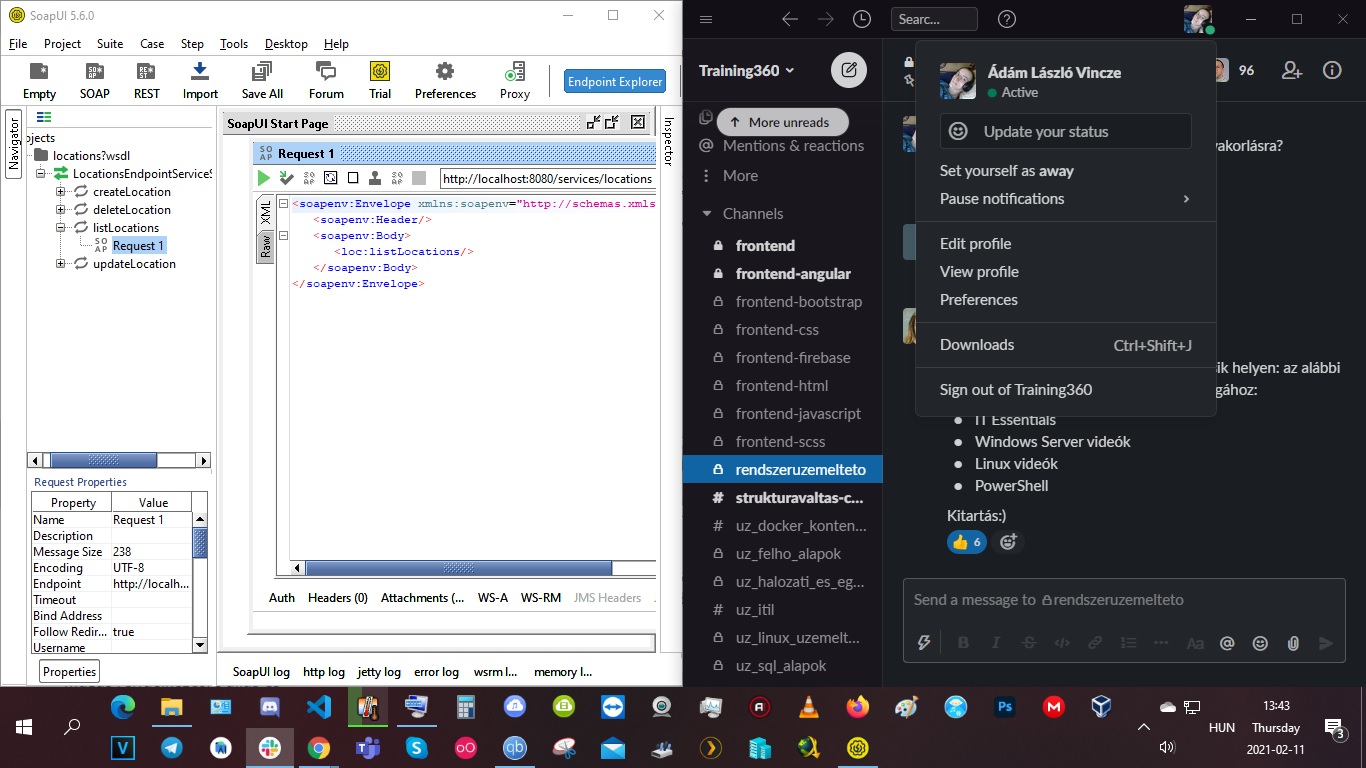 SoapUI 5.6.0
File Project Suite Case Step Tools Desktop Help
Empty SOAP REST Import Save All Forum Trial Preferences Proxy Endpoint Explorer
Navigator
ojects
locations?wsdl
LocationsEndpointServiceS
createLocation
deleteLocation
listLocations
SO AP Request 1
updateLocation
Request Properties
Property Value
Name Request 1
Description
Message Size 238
Encoding UTF-8
Endpoint http://localh...
Timeout
Bind Address
Follow Redir... true
Username
Properties
SoapUI Start Page
Inspector
SO AP Request 1
http://localhost:8080/services/locations
XML
Raw
<soapenv:Envelope xmlns:soapenv="http://schemas.xmls
<soapenv:Header/>
<soapenv:Body>
<loc:listLocations/>
</soapenv:Body>
</soapenv:Envelope>
Auth Headers (0) Attachments (... WS-A WS-RM JMS Headers
SoapUI log http log jetty log error log wsrm l... memory l...
Searc...
Training360
More unreads
Mentions & reactions
More
Channels
frontend
frontend-angular
frontend-bootstrap
frontend-css
frontend-firebase
frontend-html
frontend-javascript
frontend-scss
rendszeruzemelteto
strukturavaltas-c...
uz_docker_konten...
uz_felho_alapok
uz_halozati_es_eg...
uz_itil
uz_linux_uzemelt...
uz_sql_alapok
96
Ádám László Vincze
Active
Update your status
Set yourself as away
Pause notifications
Edit profile
View profile
Preferences
Downloads Ctrl+Shift+J
Sign out of Training360
yakorlásra?
sik helyen: az alábbi
gához:
IT Essentials
Windows Server videók
Linux videók
PowerShell
Kitartás:)
6
Send a message to rendszeruzemelteto
HUN
13:43
Thursday
2021-02-11
3